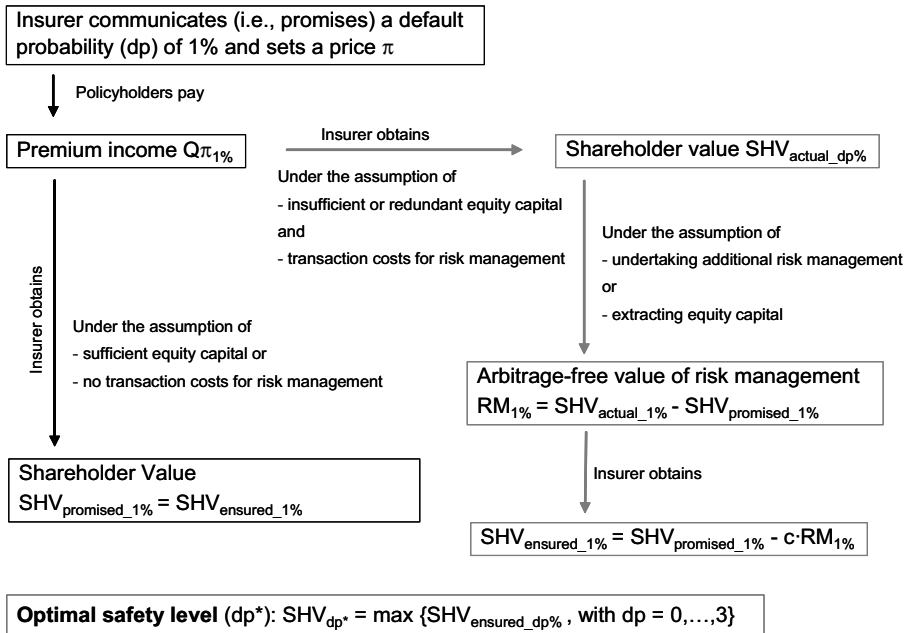 Insurer communicates (i.e., promises) a default
probability (dp) of 1% and sets a price π
Policyholders pay
Premium income Qπ1%
Insurer obtains
Shareholder value SHVactual_dp%
Under the assumption of
- insufficient or redundant equity capital
and
- transaction costs for risk management
Under the assumption of
- undertaking additional risk management
or
- extracting equity capital
Insurer obtains
Under the assumption of
- sufficient equity capital or
- no transaction costs for risk management
Arbitrage-free value of risk management
RM1% = SHVactual_1% - SHVpromised_1%
Shareholder Value
SHVpromised_1% = SHVensured_1%
Insurer obtains
SHVensured_1% = SHVpromised_1% - c·RM1%
Optimal safety level (dp*): SHVdp* = max {SHVensured_dp% , with dp = 0,…,3}